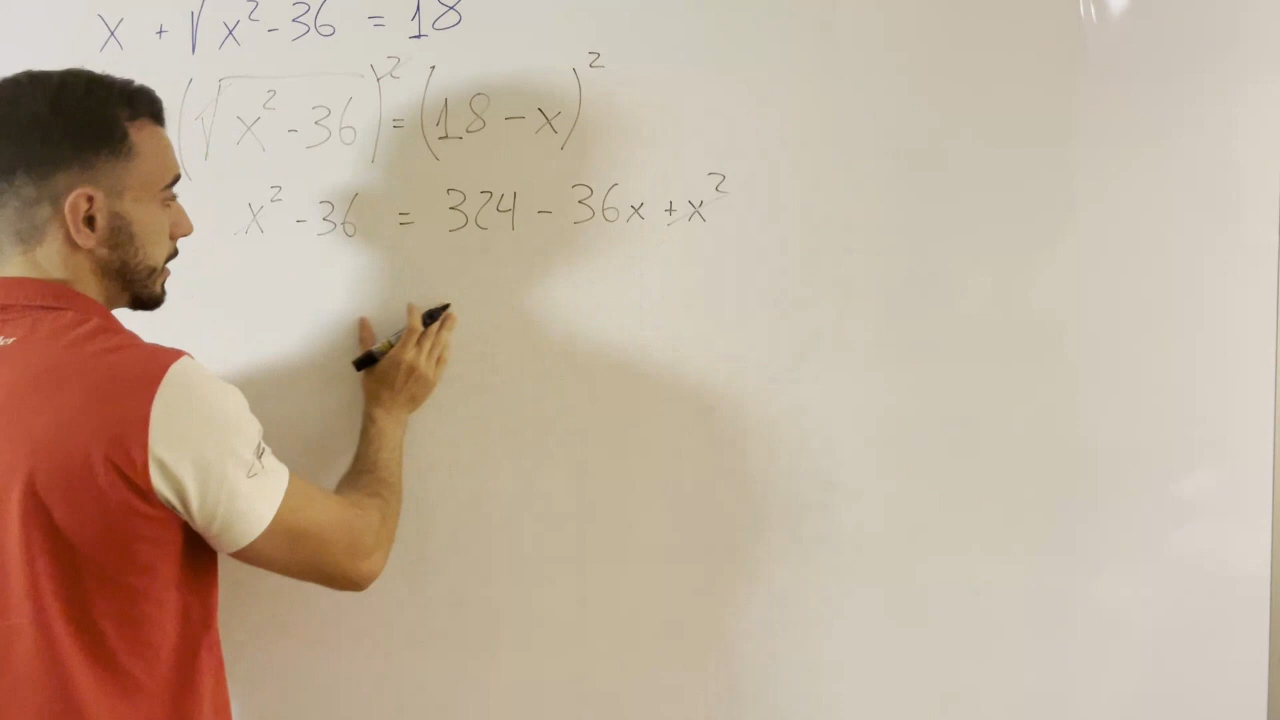 x + √x² - 36 = 18
(√x² - 36)² = (18 - x)²
x² - 36 = 324 - 36x + x²